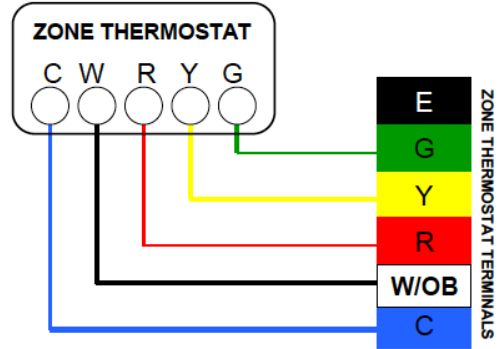 ZONE THERMOSTAT
C W R Y G
E
G
Y
R
W/OB
C
ZONE THERMOSTAT TERMINALS